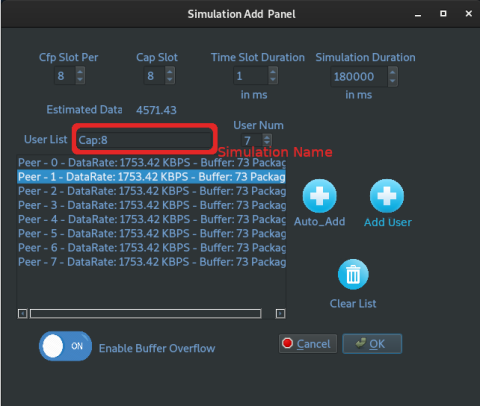 Simulation Add Panel
Cfp Slot Per Cap Slot Time Slot Duration Simulation Duration
8 8 1 180000
in ms in ms
Estimated Data 4571.43
User Num
User List Cap:8 7
Simulation Name
Peer - 0 - DataRate: 1753.42 KBPS - Buffer: 73 Packag
Peer - 1 - DataRate: 1753.42 KBPS - Buffer: 73 Packag
Peer - 2 - DataRate: 1753.42 KBPS - Buffer: 73 Packag
Peer - 3 - DataRate: 1753.42 KBPS - Buffer: 73 Packag
Peer - 4 - DataRate: 1753.42 KBPS - Buffer: 73 Packag
Peer - 5 - DataRate: 1753.42 KBPS - Buffer: 73 Packag
Peer - 6 - DataRate: 1753.42 KBPS - Buffer: 73 Packag
Peer - 7 - DataRate: 1753.42 KBPS - Buffer: 73 Packag
Auto_Add Add User
Clear List
ON Enable Buffer Overflow
Cancel OK